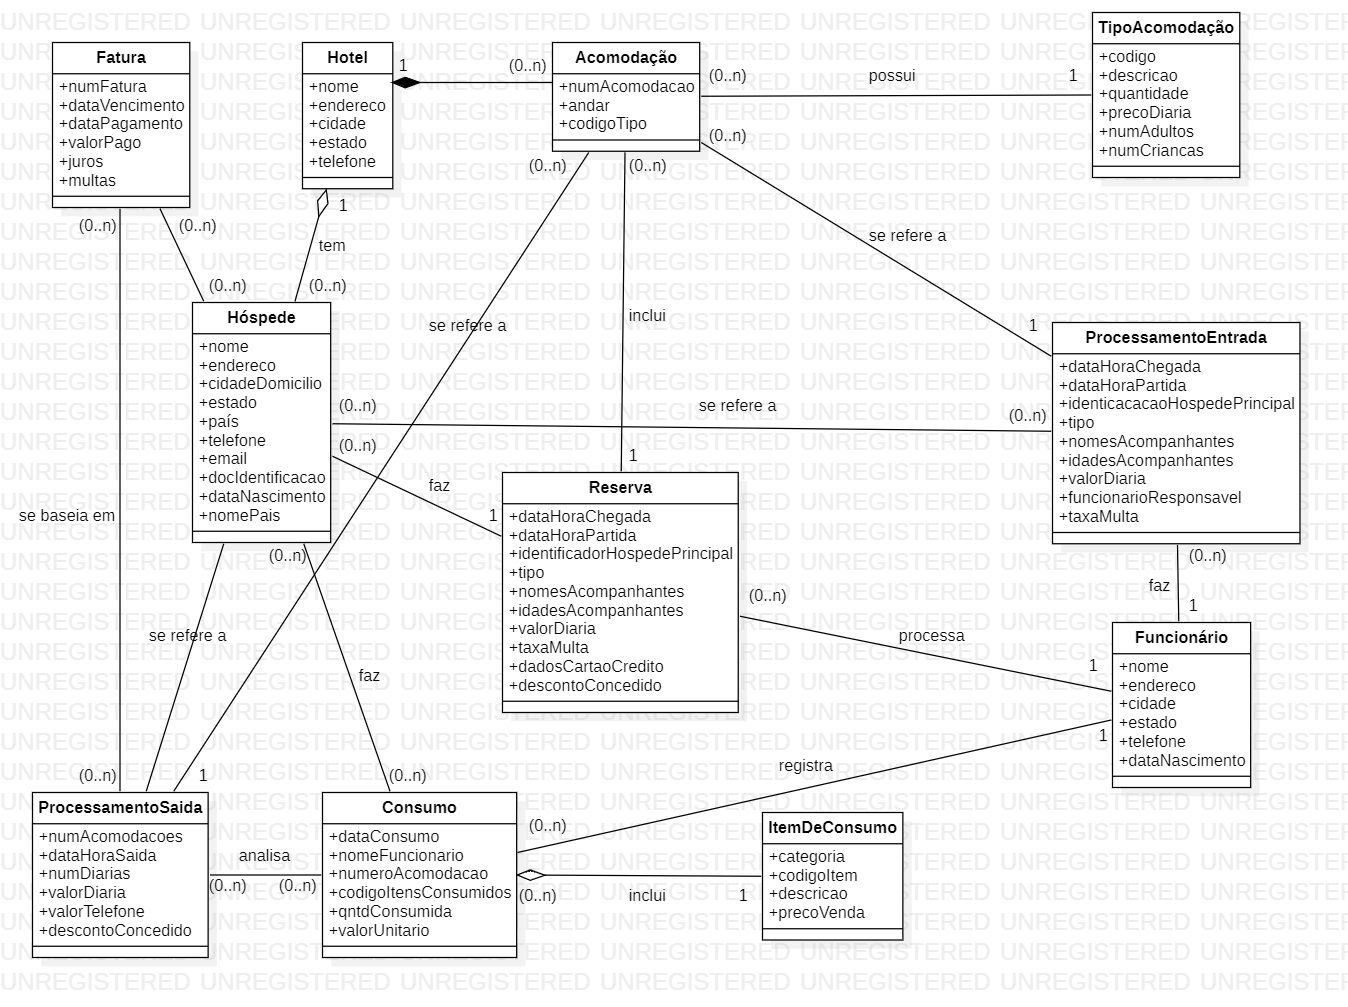 Fatura
+numFatura
+dataVencimento
+dataPagamento
+valorPago
+juros
+multas
Hotel
+nome
+endereco
+cidade
+estado
+telefone
1
(0..n)
Acomodação
+numAcomodacao
+andar
+codigoTipo
(0..n)
possui
1
TipoAcomodação
+codigo
+descricao
+quantidade
+precoDiaria
+numAdultos
+numCriancas
(0..n)
(0..n)
(0..n)
(0..n)
(0..n)
1
tem
(0..n)
(0..n)
se refere a
se refere a
inclui
1
Hóspede
+nome
+endereco
+cidadeDomicilio
+estado
+país
+telefone
+email
+docIdentificacao
+dataNascimento
+nomePais
ProcessamentoEntrada
+dataHoraChegada
+dataHoraPartida
+identicacacaoHospedePrincipal
+tipo
+nomesAcompanhantes
+idadesAcompanhantes
+valorDiaria
+funcionarioResponsavel
+taxaMulta
(0..n)
se refere a
(0..n)
(0..n)
faz
1
1
Reserva
+dataHoraChegada
+dataHoraPartida
+identificadorHospedePrincipal
+tipo
+nomesAcompanhantes
+idadesAcompanhantes
+valorDiaria
+taxaMulta
+dadosCartaoCredito
+descontoConcedido
se baseia em
(0..n)
(0..n)
faz
1
se refere a
faz
(0..n)
processa
1
Funcionário
+nome
+endereco
+cidade
+estado
+telefone
+dataNascimento
1
registra
(0..n)
(0..n)
1
(0..n)
ProcessamentoSaida
+numAcomodacoes
+dataHoraSaida
+numDiarias
+valorDiaria
+valorTelefone
+descontoConcedido
analisa
(0..n)
(0..n)
Consumo
+dataConsumo
+nomeFuncionario
+numeroAcomodacao
+codigoItensConsumidos
+qntdConsumida
+valorUnitario
(0..n)
inclui
1
ItemDeConsumo
+categoria
+codigoItem
+descricao
+precoVenda
UNREGISTERED